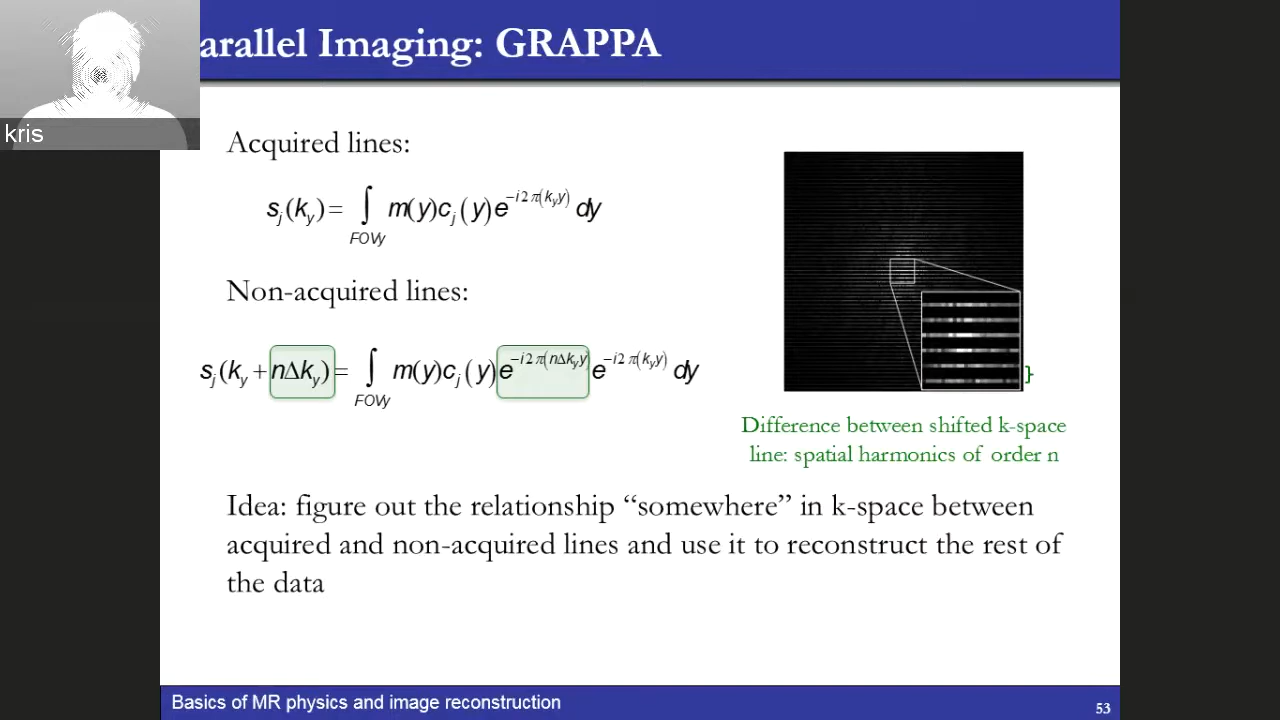 arallel Imaging: GRAPPA
kris
Acquired lines:
s_j(k_y) = ∫_{FOVy} m(y)c_j(y)e^{−i2π(k_y y)} dy
Non-acquired lines:
s_j(k_y + nΔk_y) = ∫_{FOVy} m(y)c_j(y)e^{−i2π(nΔk_y y)} e^{−i2π(k_y y)} dy
}
Difference between shifted k-space
line: spatial harmonics of order n
Idea: figure out the relationship “somewhere” in k-space between
acquired and non-acquired lines and use it to reconstruct the rest of
the data
Basics of MR physics and image reconstruction
53